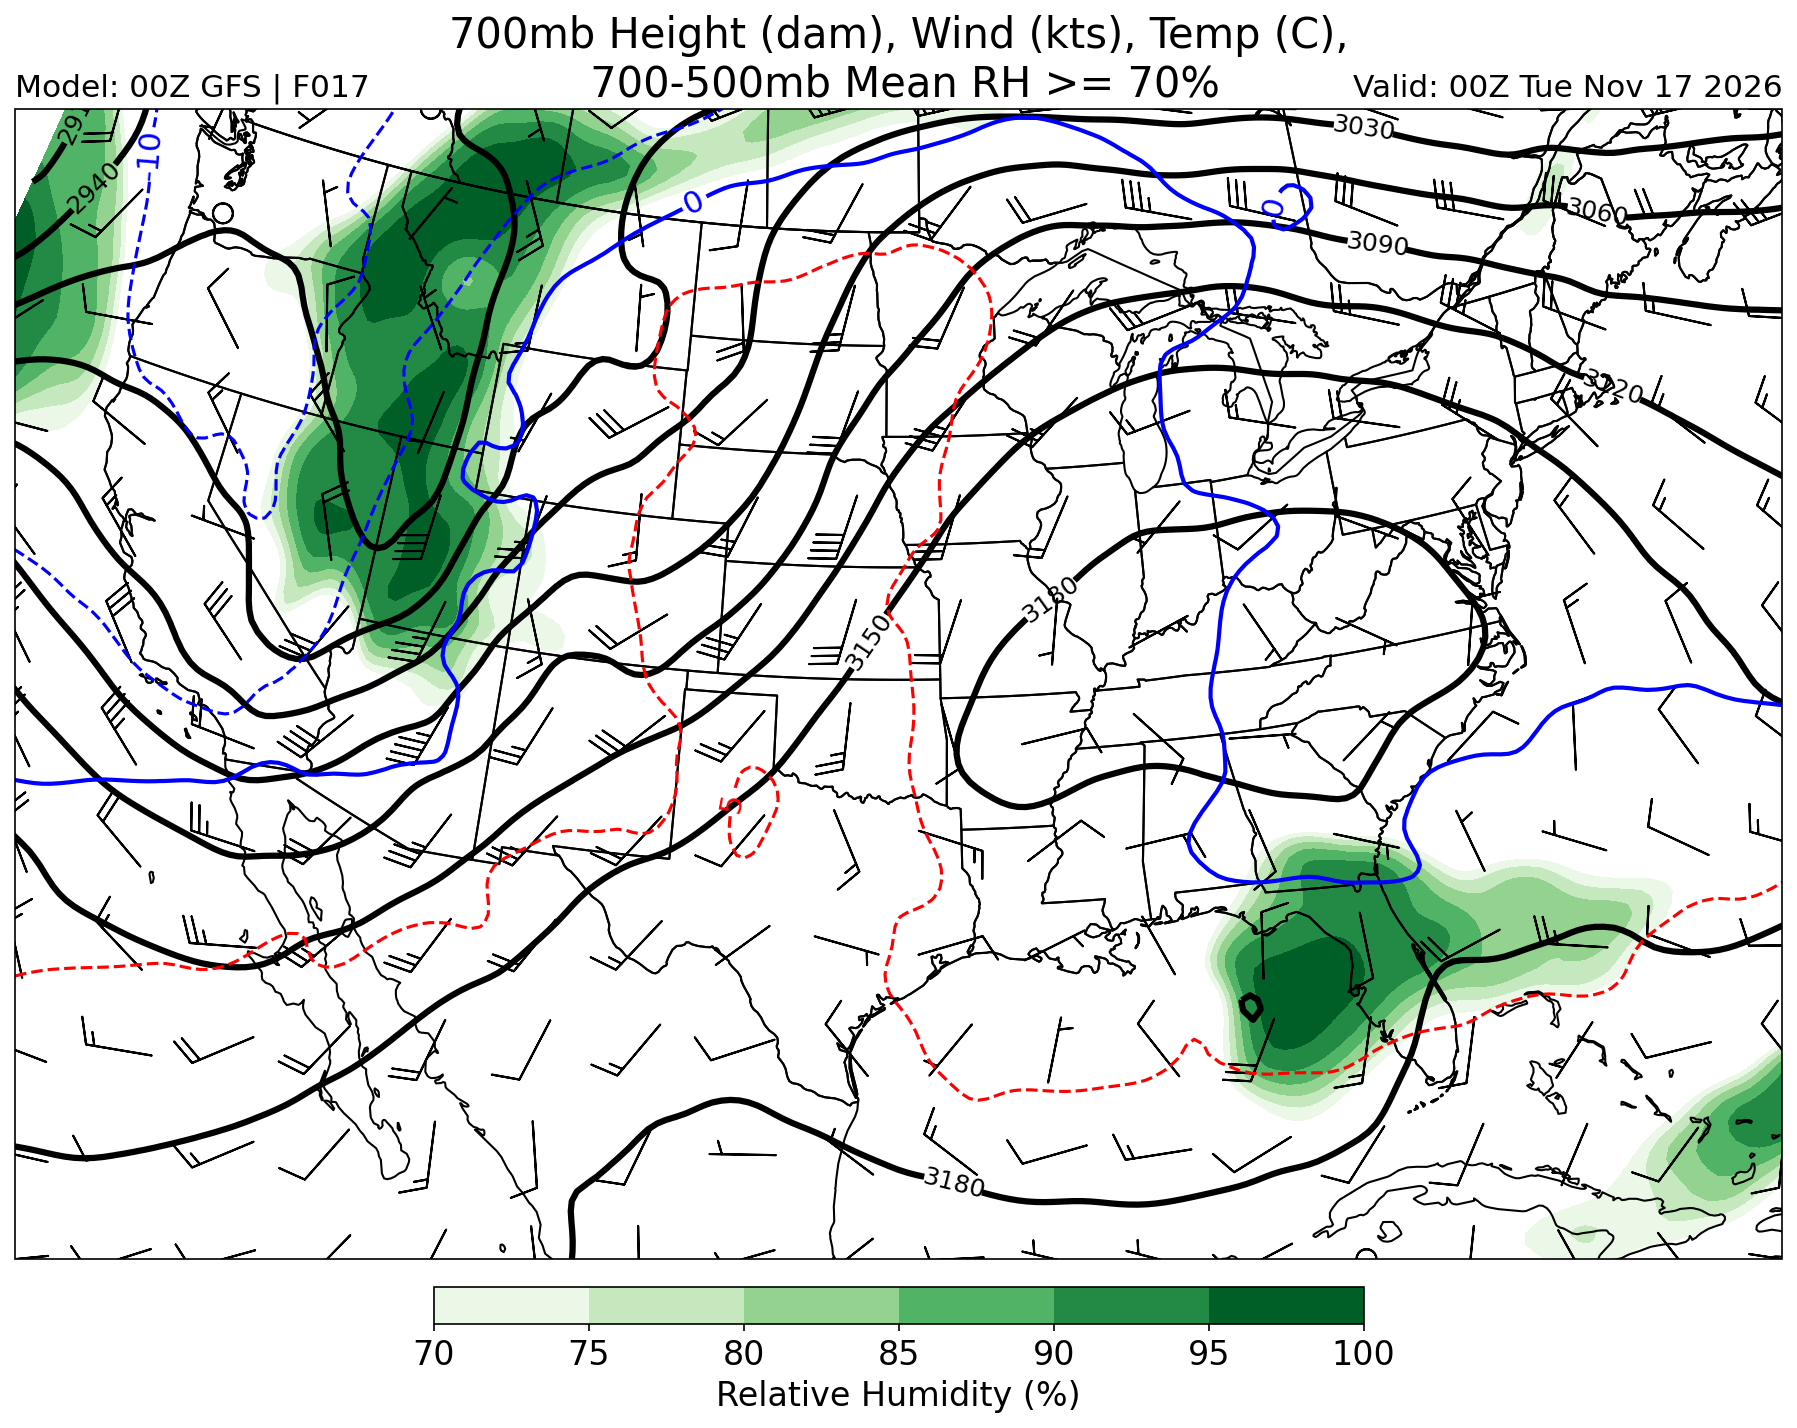 700mb Height (dam), Wind (kts), Temp (C),
Model: 00Z GFS | F017
700-500mb Mean RH >= 70%
Valid: 00Z Tue Nov 17 2026
10
2940
0
0
3030
3060
3090
3120
3180
3150
3180
70 75 80 85 90 95 100
Relative Humidity (%)